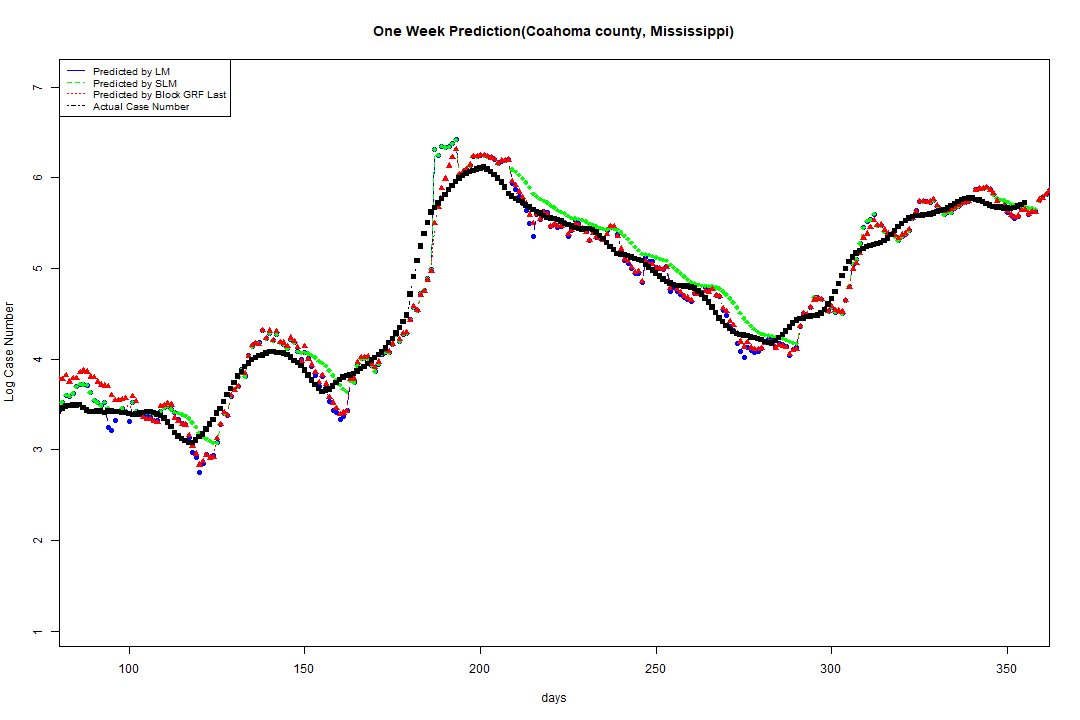 One Week Prediction(Coahoma county, Mississippi)
Predicted by LM
Predicted by SLM
Predicted by Block GRF Last
Actual Case Number
7
6
5
4
3
2
1
Log Case Number
100 150 200 250 300 350
days